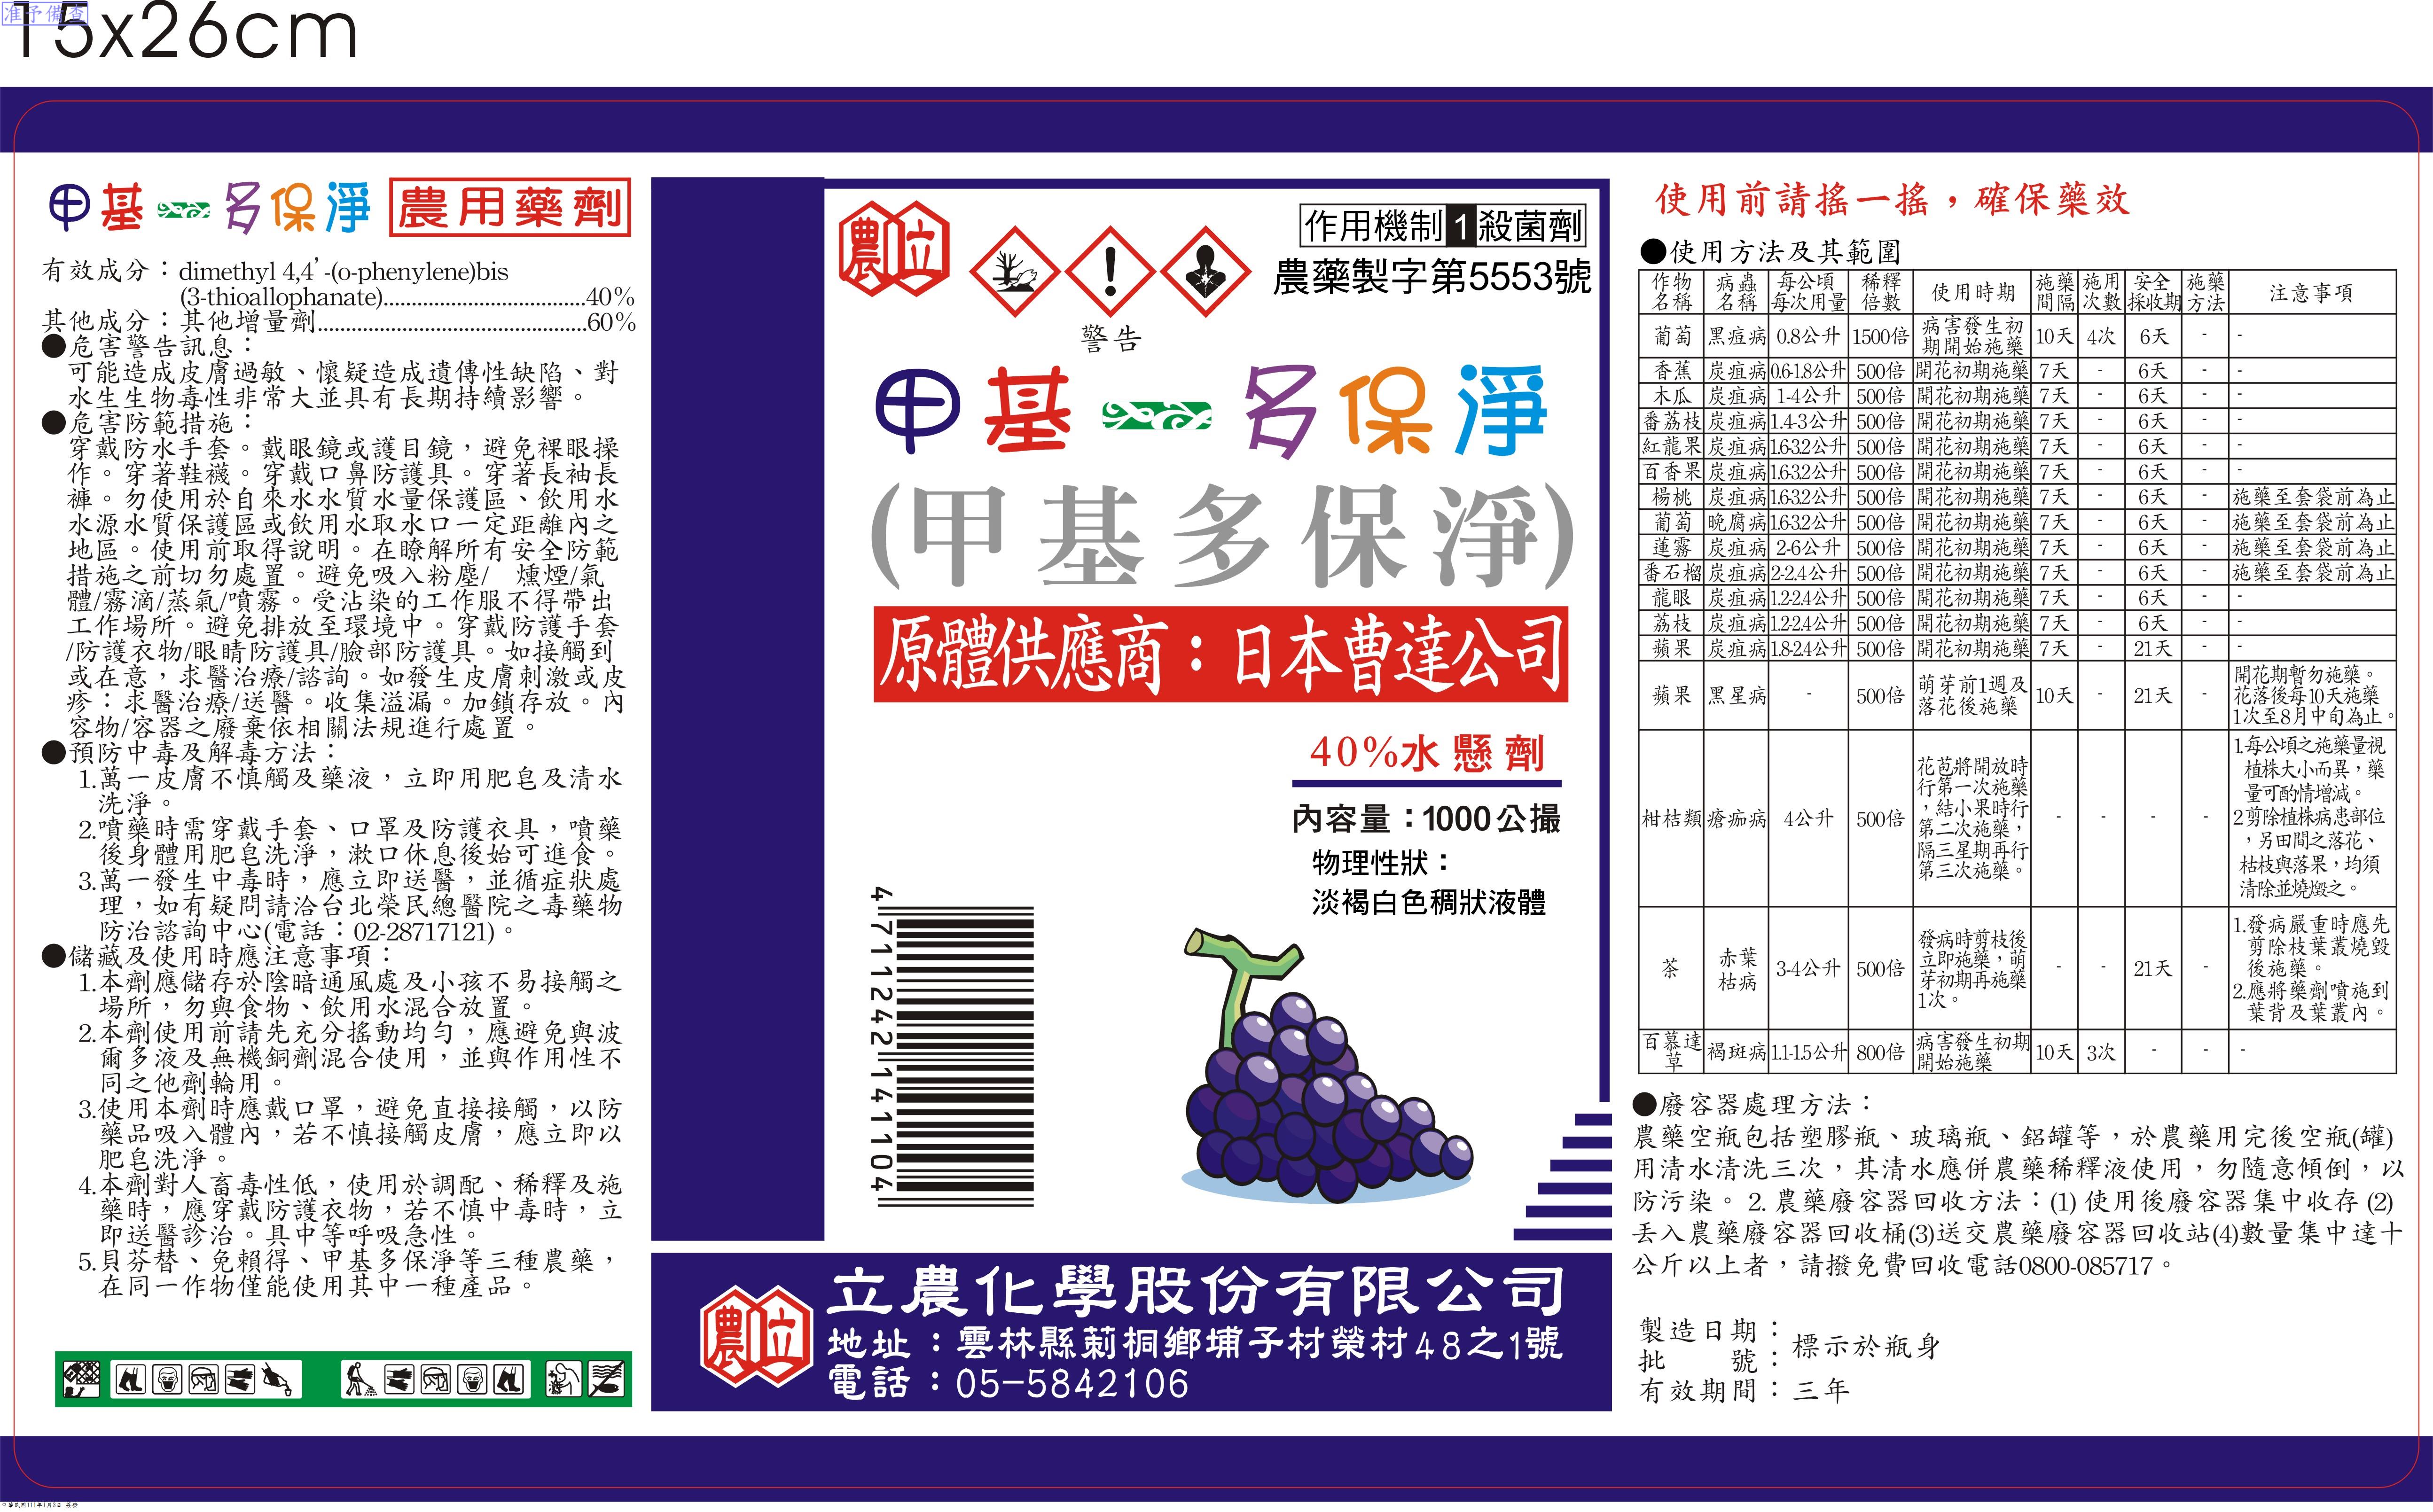 准予備查
15x26cm
甲基一名保淨 農用藥劑
有效成分：dimethyl 4,4'-(o-phenylene)bis
(3-thioallophanate)..................................40%
其他成分：其他增量劑.............................................60%
●危害警告訊息：
可能造成皮膚過敏、懷疑造成遺傳性缺陷、對
水生生物毒性非常大並具有長期持續影響。
●危害防範措施：
穿戴防水手套。戴眼鏡或護目鏡，避免裸眼操
作。穿著鞋襪。穿戴口鼻防護具。穿著長袖長
褲。勿使用於自來水水質水量保護區、飲用水
水源水質保護區或飲用水取水口一定距離內之
地區。使用前取得說明。在瞭解所有安全防範
措施之前切勿處置。避免吸入粉塵/ 燻煙/氣
體/霧滴/蒸氣/噴霧。受沾染的工作服不得帶出
工作場所。避免排放至環境中。穿戴防護手套
/防護衣物/眼睛防護具/臉部防護具。如接觸到
或在意，求醫治療/諮詢。如發生皮膚刺激或皮
疹：求醫治療/送醫。收集溢漏。加鎖存放。內
容物/容器之廢棄依相關法規進行處置。
●預防中毒及解毒方法：
1.萬一皮膚不慎觸及藥液，立即用肥皂及清水
洗淨。
2.噴藥時需穿戴手套、口罩及防護衣具，噴藥
後身體用肥皂洗淨，漱口休息後始可進食。
3.萬一發生中毒時，應立即送醫，並循症狀處
理，如有疑問請洽台北榮民總醫院之毒藥物
防治諮詢中心(電話：02-28717121)。
●儲藏及使用時應注意事項：
1.本劑應儲存於陰暗通風處及小孩不易接觸之
場所，勿與食物、飲用水混合放置。
2.本劑使用前請先充分搖動均勻，應避免與波
爾多液及無機銅劑混合使用，並與作用性不
同之他劑輪用。
3.使用本劑時應戴口罩，避免直接接觸，以防
藥品吸入體內，若不慎接觸皮膚，應立即以
肥皂洗淨。
4.本劑對人畜毒性低，使用於調配、稀釋及施
藥時，應穿戴防護衣物，若不慎中毒時，立
即送醫診治。具中等呼吸急性。
5.貝芬替、免賴得、甲基多保淨等三種農藥，
在同一作物僅能使用其中一種產品。
農立
作用機制 1 殺菌劑
農藥製字第5553號
警告
甲基一名保淨
(甲基多保淨)
原體供應商：日本曹達公司
40%水懸劑
內容量：1000公撮
物理性狀：
淡褐白色稠狀液體
4 711242 141104
農立
立農化學股份有限公司
地址：雲林縣莿桐鄉埔子村榮村48之1號
電話：05-5842106
使用前請搖一搖，確保藥效
●使用方法及其範圍
作物名稱 病蟲名稱 每公頃每次用量 稀釋倍數 使用時期 施藥間隔 施用次數 安全採收期 施藥方法 注意事項
葡萄 黑痘病 0.8公升 1500倍 病害發生初期開始施藥 10天 4次 6天 - -
香蕉 炭疽病 0.6-1.8公升 500倍 開花初期施藥 7天 - 6天 - -
木瓜 炭疽病 1-4公升 500倍 開花初期施藥 7天 - 6天 - -
番荔枝 炭疽病 1.4-3公升 500倍 開花初期施藥 7天 - 6天 - -
紅龍果 炭疽病 1.6-3.2公升 500倍 開花初期施藥 7天 - 6天 - -
百香果 炭疽病 1.6-3.2公升 500倍 開花初期施藥 7天 - 6天 - -
楊桃 炭疽病 1.6-3.2公升 500倍 開花初期施藥 7天 - 6天 - 施藥至套袋前為止
葡萄 晚腐病 1.6-3.2公升 500倍 開花初期施藥 7天 - 6天 - 施藥至套袋前為止
蓮霧 炭疽病 2-6公升 500倍 開花初期施藥 7天 - 6天 - 施藥至套袋前為止
番石榴 炭疽病 2-2.4公升 500倍 開花初期施藥 7天 - 6天 - 施藥至套袋前為止
龍眼 炭疽病 1.2-2.4公升 500倍 開花初期施藥 7天 - 6天 - -
荔枝 炭疽病 1.2-2.4公升 500倍 開花初期施藥 7天 - 6天 - -
蘋果 炭疽病 1.8-2.4公升 500倍 開花初期施藥 7天 - 21天 - -
蘋果 黑星病 - 500倍 萌芽前1週及落花後施藥 10天 - 21天 - 開花期暫勿施藥。花落後每10天施藥1次至8月中旬為止。
柑桔類 瘡痂病 4公升 500倍 花苞將開放時行第一次施藥，結小果時行第二次施藥，隔三星期再行第三次施藥。 - - - - 1.每公頃之施藥量視植株大小而異，藥量可酌情增減。2.剪除植株病患部位，另田間之落花、枯枝與落果，均須清除並燒燬之。
茶 赤葉枯病 3-4公升 500倍 發病時剪枝後立即施藥，萌芽初期再施藥1次。 - - 21天 - 1.發病嚴重時應先剪除枝葉叢燒毀後施藥。2.應將藥劑噴施到葉背及葉叢內。
百慕達草 褐斑病 1.1-1.5公升 800倍 病害發生初期開始施藥 10天 3次 - - -
●廢容器處理方法：
農藥空瓶包括塑膠瓶、玻璃瓶、鋁罐等，於農藥用完後空瓶(罐)
用清水清洗三次，其清水應併農藥稀釋液使用，勿隨意傾倒，以
防污染。 2. 農藥廢容器回收方法：(1) 使用後廢容器集中收存 (2)
丟入農藥廢容器回收桶(3)送交農藥廢容器回收站(4)數量集中達十
公斤以上者，請撥免費回收電話0800-085717。
製造日期：
批 號：標示於瓶身
有效期間：三年
中華民國111年1月3日 簽發